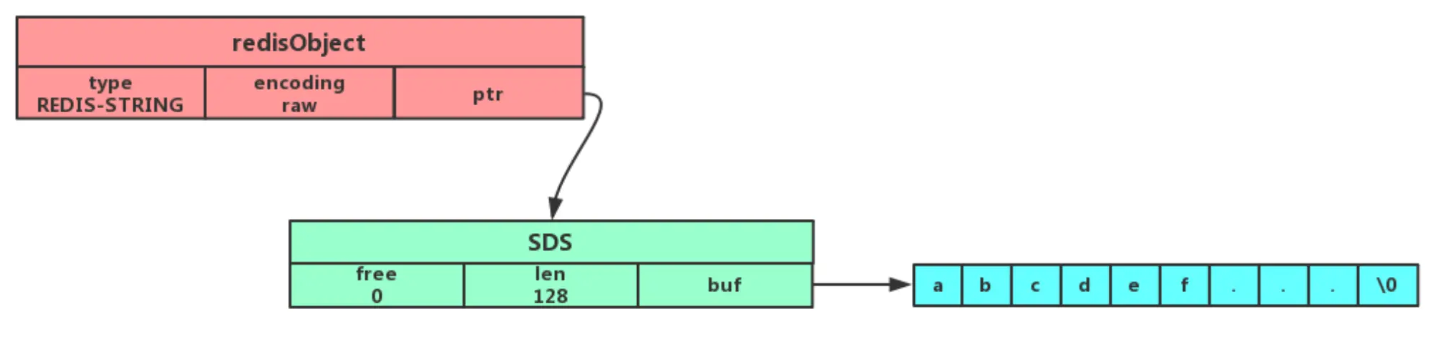 redisObject
type
REDIS-STRING
encoding
raw
ptr
SDS
free
0
len
128
buf
a b c d e f . . . \0